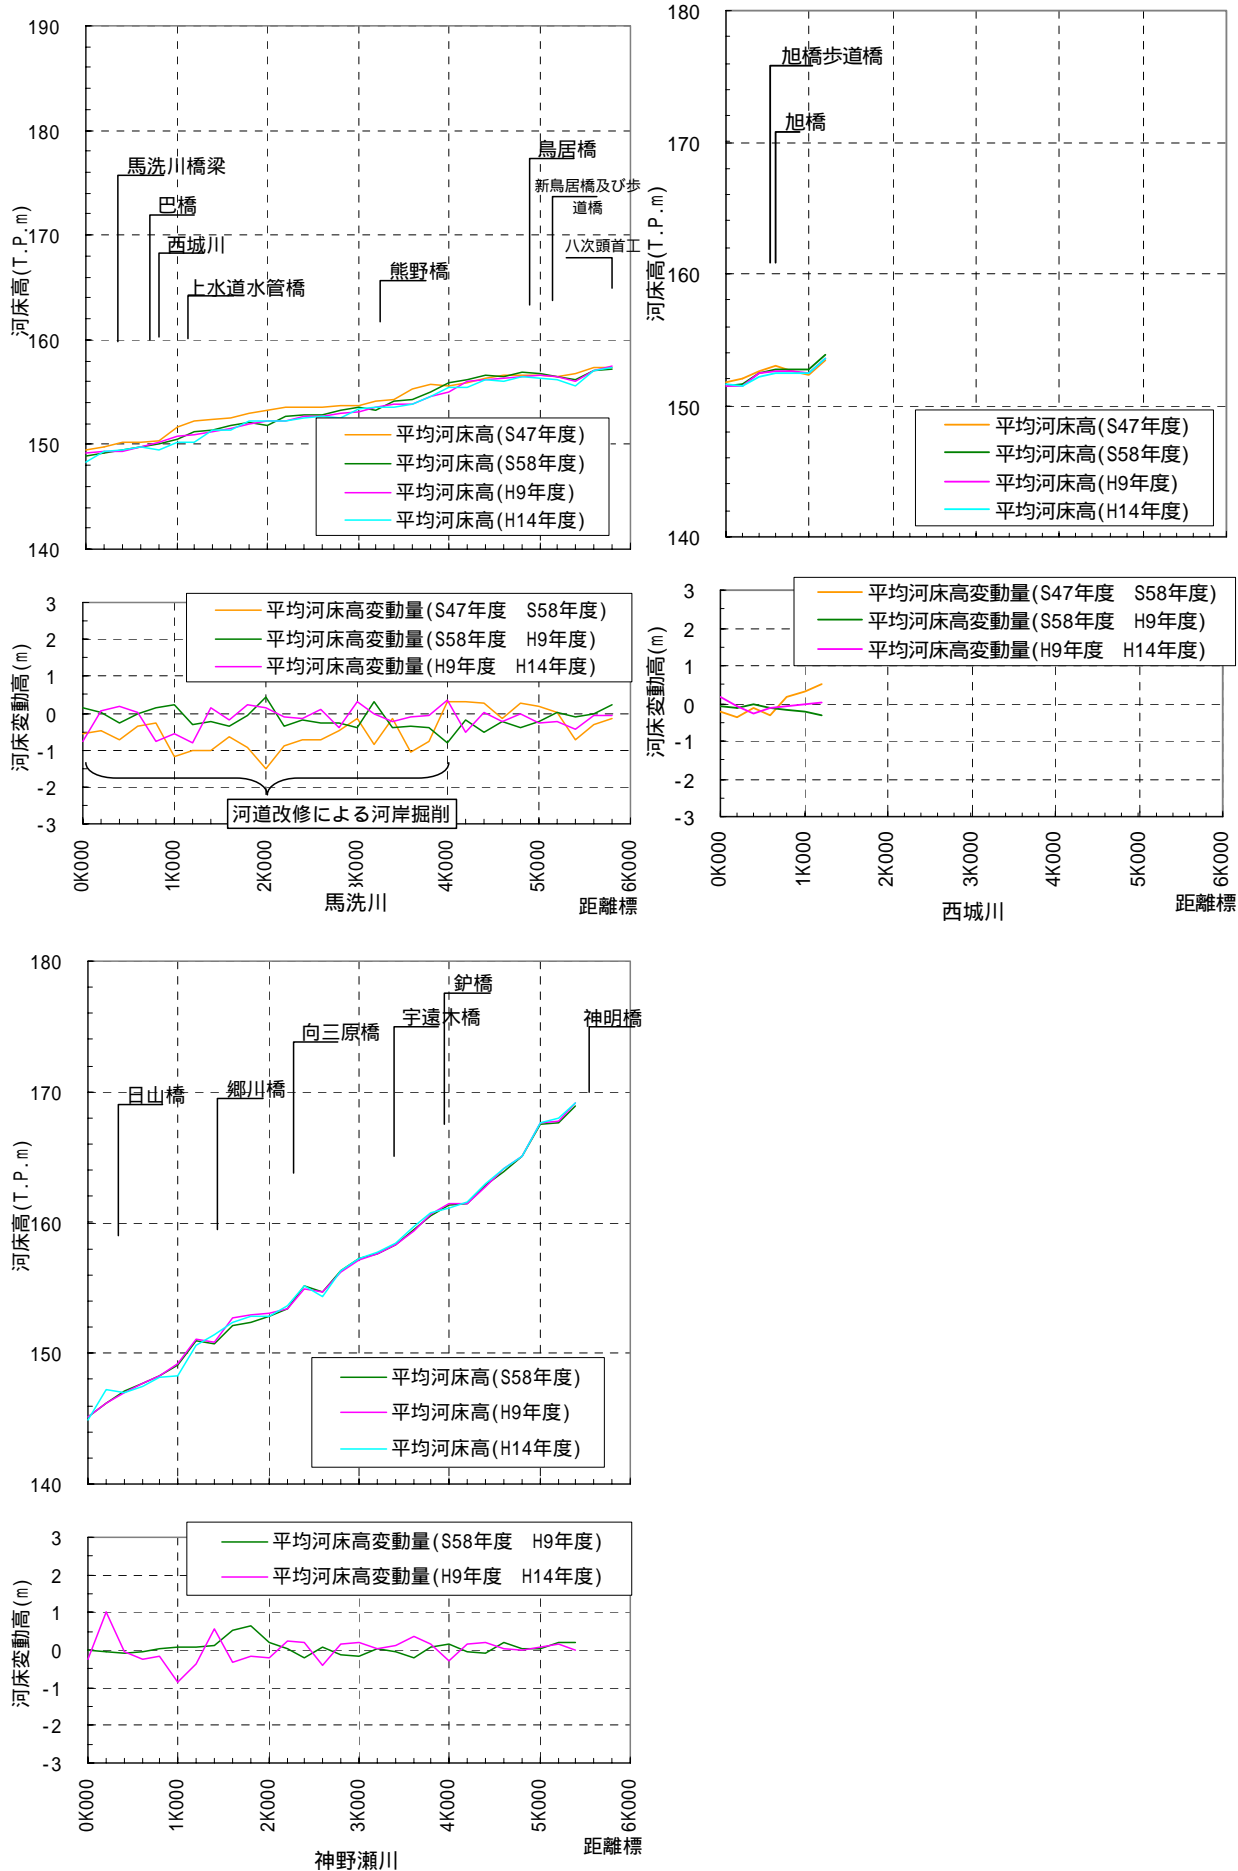 190
180
170
160
150
140
河床高(T.P.m)
馬洗川橋梁
巴橋
西城川
上水道水管橋
熊野橋
鳥居橋
新鳥居橋及び歩
道橋
八次頭首工
平均河床高(S47年度)
平均河床高(S58年度)
平均河床高(H9年度)
平均河床高(H14年度)
3
2
1
0
-1
-2
-3
河床変動高(m)
平均河床高変動量(S47年度　S58年度)
平均河床高変動量(S58年度　H9年度)
平均河床高変動量(H9年度　H14年度)
河道改修による河岸掘削
0K000
1K000
2K000
3K000
4K000
5K000
6K000
馬洗川
距離標
180
170
160
150
140
河床高(T.P.m)
旭橋歩道橋
旭橋
平均河床高(S47年度)
平均河床高(S58年度)
平均河床高(H9年度)
平均河床高(H14年度)
3
2
1
0
-1
-2
-3
河床変動高(m)
平均河床高変動量(S47年度　S58年度)
平均河床高変動量(S58年度　H9年度)
平均河床高変動量(H9年度　H14年度)
0K000
1K000
2K000
3K000
4K000
5K000
6K000
西城川
距離標
180
170
160
150
140
河床高(T.P.m)
日山橋
郷川橋
向三原橋
宇遠木橋
鈩橋
神明橋
平均河床高(S58年度)
平均河床高(H9年度)
平均河床高(H14年度)
3
2
1
0
-1
-2
-3
河床変動高(m)
平均河床高変動量(S58年度　H9年度)
平均河床高変動量(H9年度　H14年度)
0K000
1K000
2K000
3K000
4K000
5K000
6K000
神野瀬川
距離標